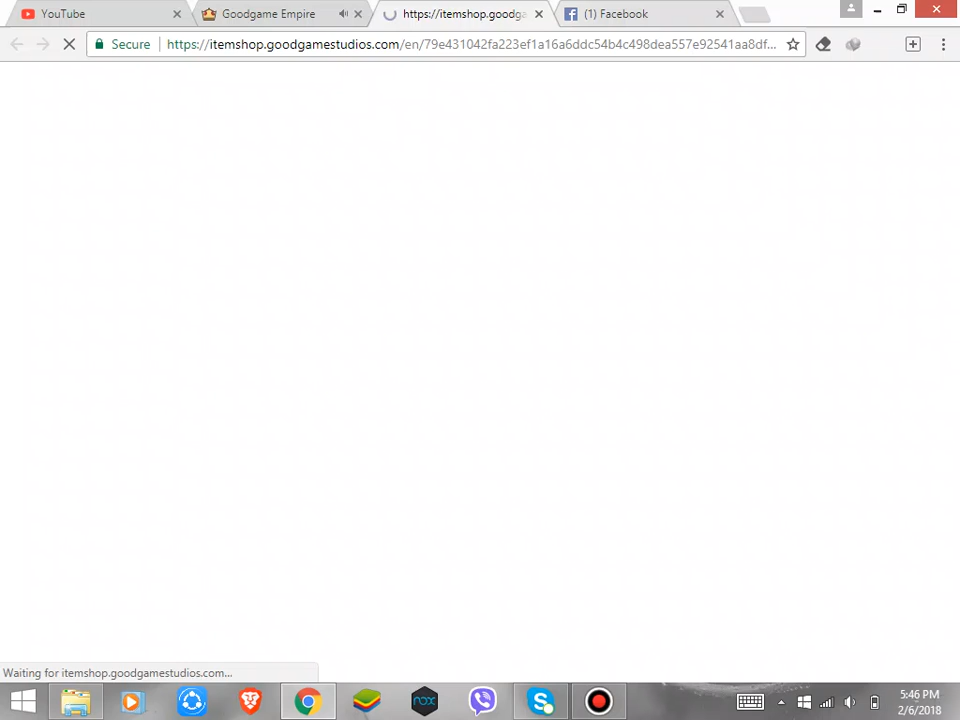 YouTube
Goodgame Empire
https://itemshop.goodga
(1) Facebook
Secure
https://itemshop.goodgamestudios.com/en/79e431042fa223ef1a16a6ddc54b4c498dea557e92541aa8df...
Waiting for itemshop.goodgamestudios.com...
nox
5:46 PM
2/6/2018